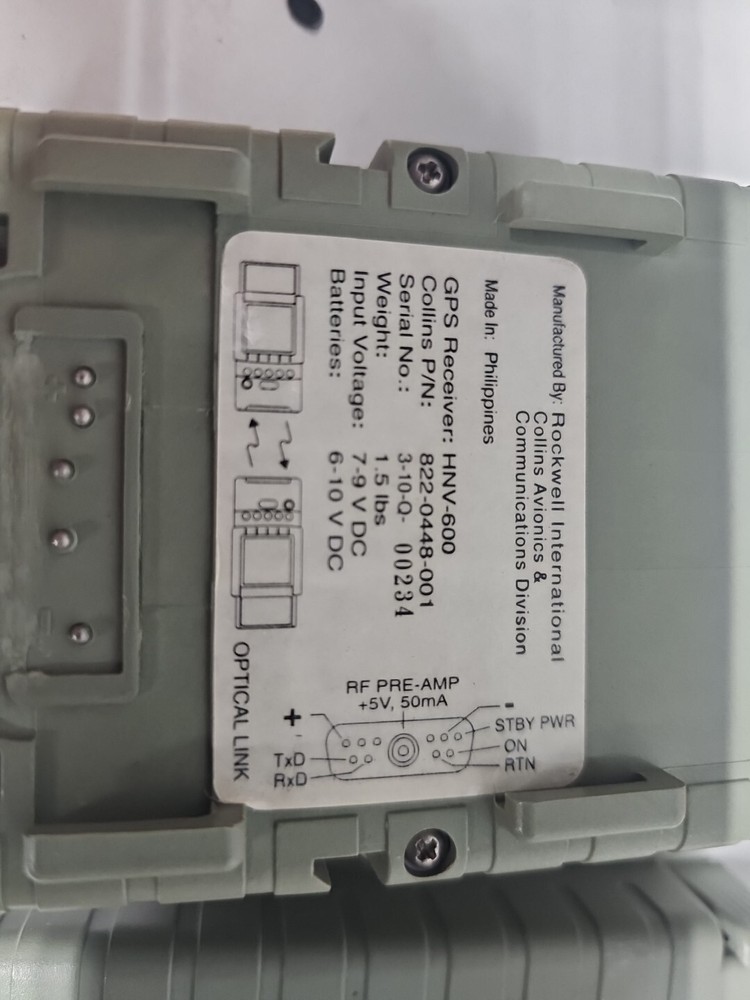 Manufactured By: Rockwell International
Collins Avionics &
Communications Division
Made In: Philippines
GPS Receiver: HNV-600
Collins P/N: 822-0448-001
Serial No.: 3-10-Q- 00234
Weight: 1.5 lbs
Input Voltage: 7-9 V DC
Batteries: 6-10 V DC
OPTICAL LINK
RF PRE-AMP
+5V, 50mA
+
-
STBY PWR
TxD
ON
RxD
RTN